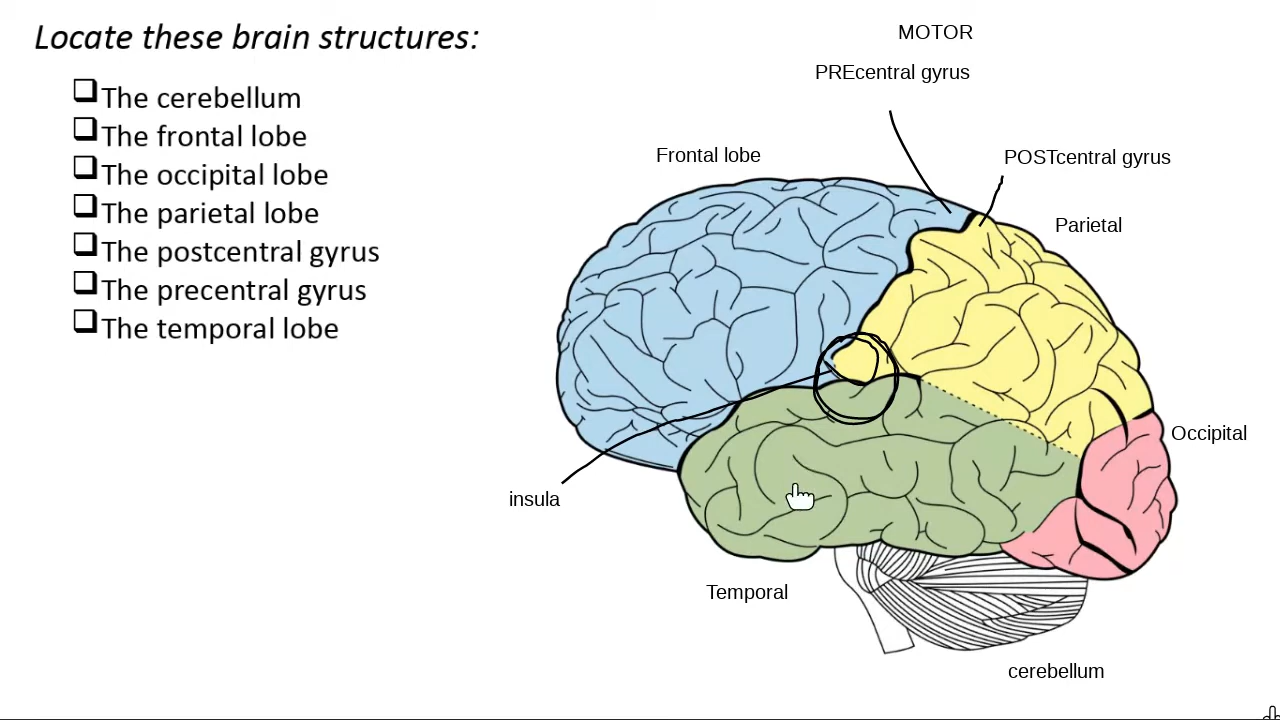 Locate these brain structures:
The cerebellum
The frontal lobe
The occipital lobe
The parietal lobe
The postcentral gyrus
The precentral gyrus
The temporal lobe
MOTOR
PREcentral gyrus
Frontal lobe
POSTcentral gyrus
Parietal
Occipital
insula
Temporal
cerebellum